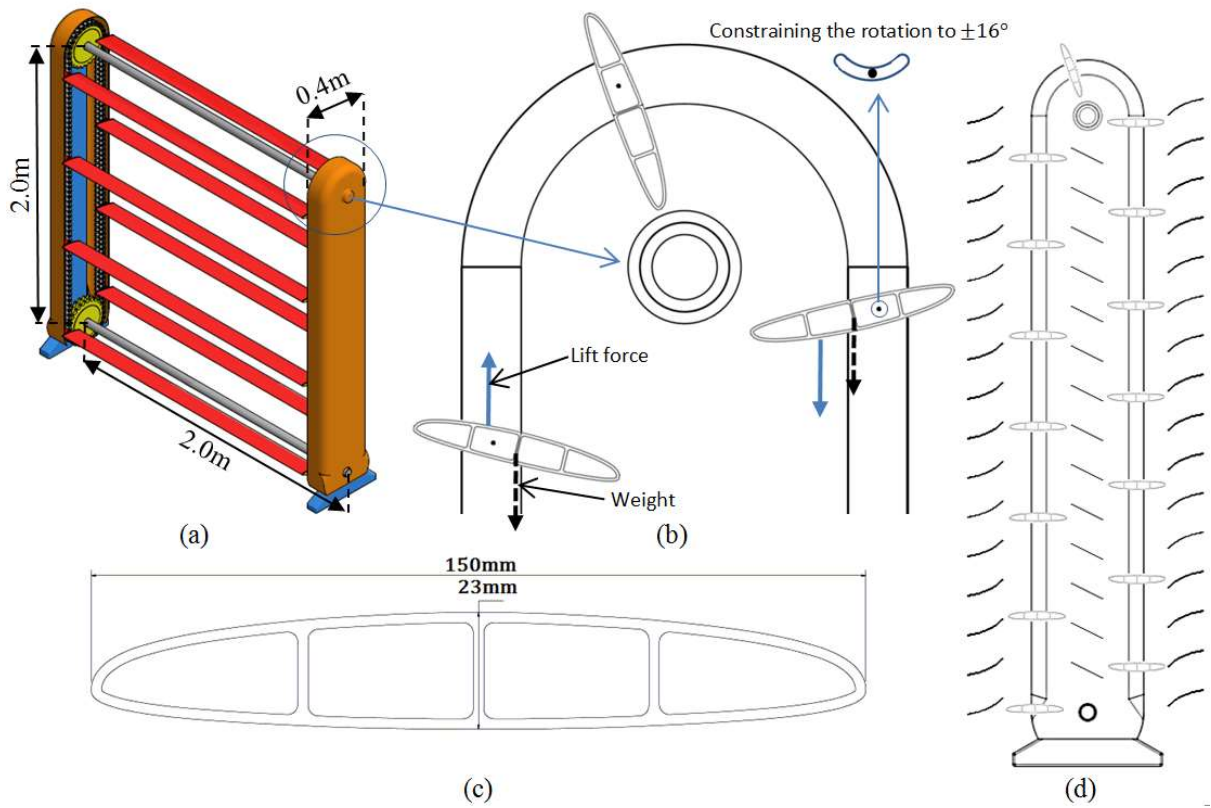 Constraining the rotation to ±16°
0.4m
2.0m
2.0m
Lift force
Weight
(a)
(b)
150mm
23mm
(c)
(d)